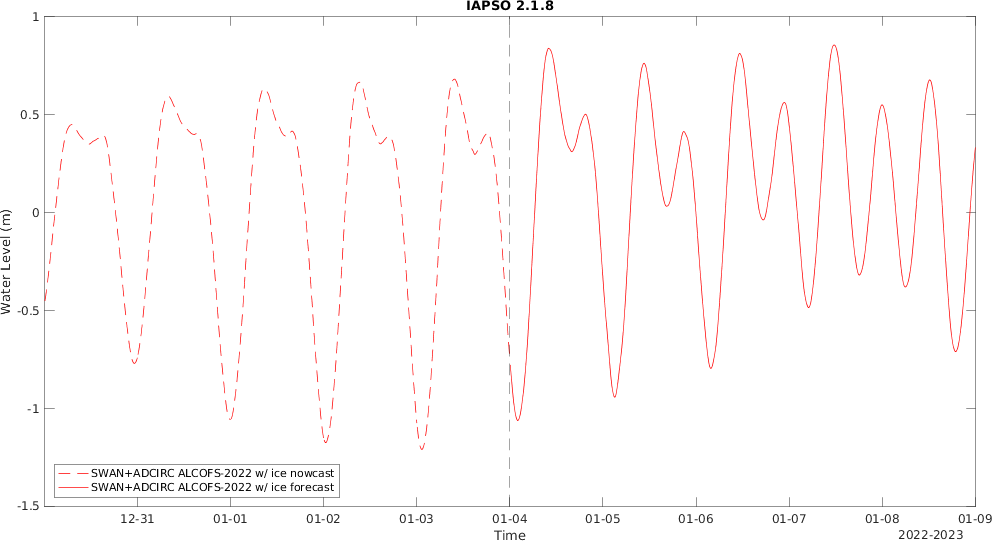 IAPSO 2.1.8
1
0.5
0
-0.5
-1
-1.5
Water Level (m)
SWAN+ADCIRC ALCOFS-2022 w/ ice nowcast
SWAN+ADCIRC ALCOFS-2022 w/ ice forecast
12-31 01-01 01-02 01-03 01-04 01-05 01-06 01-07 01-08 01-09
Time
2022-2023